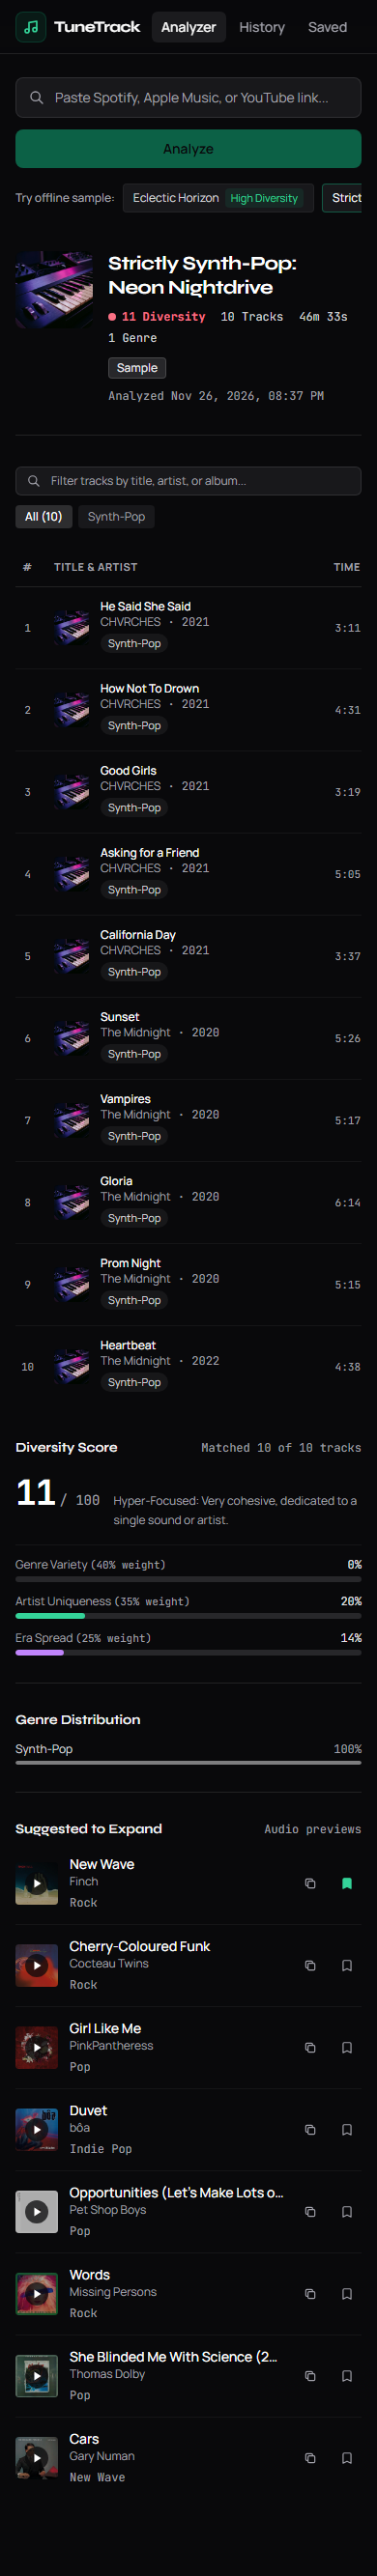 TuneTrack Analyzer History Saved
Paste Spotify, Apple Music, or YouTube link...
Analyze
Try offline sample: Eclectic Horizon High Diversity Strict
Strictly Synth-Pop:
Neon Nightdrive
11 Diversity 10 Tracks 46m 33s
1 Genre
Sample
Analyzed Nov 26, 2026, 08:37 PM
Filter tracks by title, artist, or album...
All (10) Synth-Pop
# TITLE & ARTIST TIME
He Said She Said
1 CHVRCHES • 2021 3:11
Synth-Pop
How Not To Drown
2 CHVRCHES • 2021 4:31
Synth-Pop
Good Girls
3 CHVRCHES • 2021 3:19
Synth-Pop
Asking for a Friend
4 CHVRCHES • 2021 5:05
Synth-Pop
California Day
5 CHVRCHES • 2021 3:37
Synth-Pop
Sunset
6 The Midnight • 2020 5:26
Synth-Pop
Vampires
7 The Midnight • 2020 5:17
Synth-Pop
Gloria
8 The Midnight • 2020 6:14
Synth-Pop
Prom Night
9 The Midnight • 2020 5:15
Synth-Pop
Heartbeat
10 The Midnight • 2022 4:38
Synth-Pop
Diversity Score Matched 10 of 10 tracks
11 / 100 Hyper-Focused: Very cohesive, dedicated to a
single sound or artist.
Genre Variety (40% weight) 0%
Artist Uniqueness (35% weight) 20%
Era Spread (25% weight) 14%
Genre Distribution
Synth-Pop 100%
Suggested to Expand Audio previews
New Wave
Finch
Rock
Cherry-Coloured Funk
Cocteau Twins
Rock
Girl Like Me
PinkPantheress
Pop
Duvet
bôa
Indie Pop
Opportunities (Let's Make Lots o...
Pet Shop Boys
Pop
Words
Missing Persons
Rock
She Blinded Me With Science (2...
Thomas Dolby
Pop
Cars
Gary Numan
New Wave